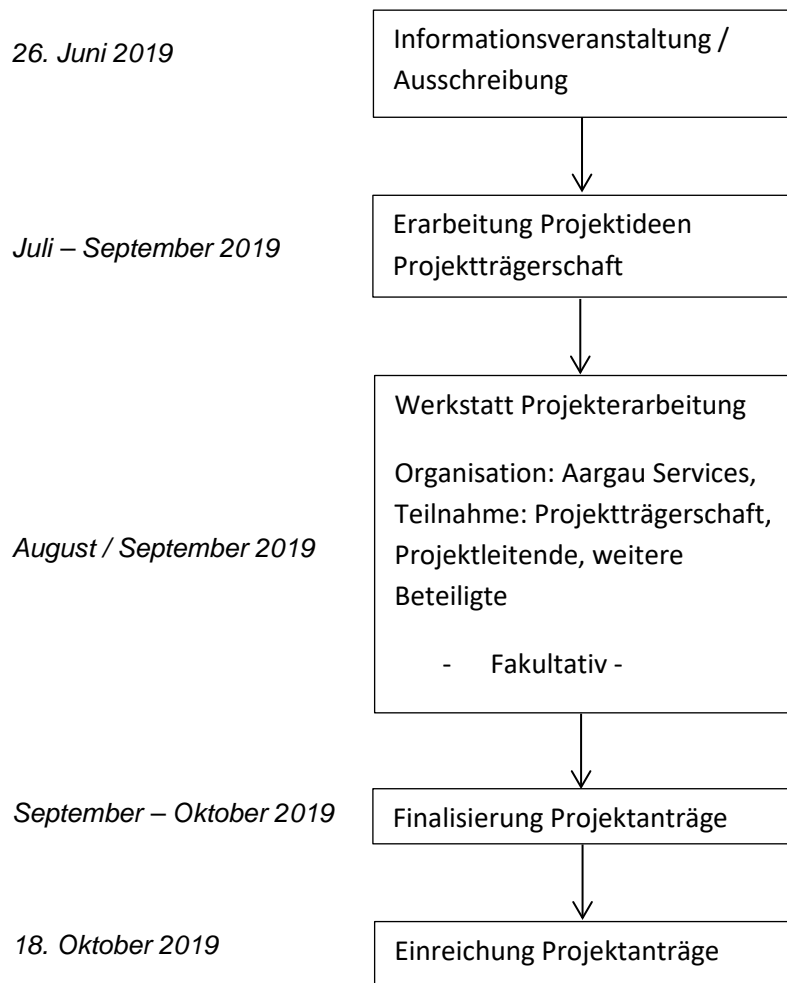 26. Juni 2019
Informationsveranstaltung /
Ausschreibung
Juli – September 2019
Erarbeitung Projektideen
Projektträgerschaft
August / September 2019
Werkstatt Projekterarbeitung
Organisation: Aargau Services,
Teilnahme: Projektträgerschaft,
Projektleitende, weitere
Beteiligte
- Fakultativ -
September – Oktober 2019
Finalisierung Projektanträge
18. Oktober 2019
Einreichung Projektanträge